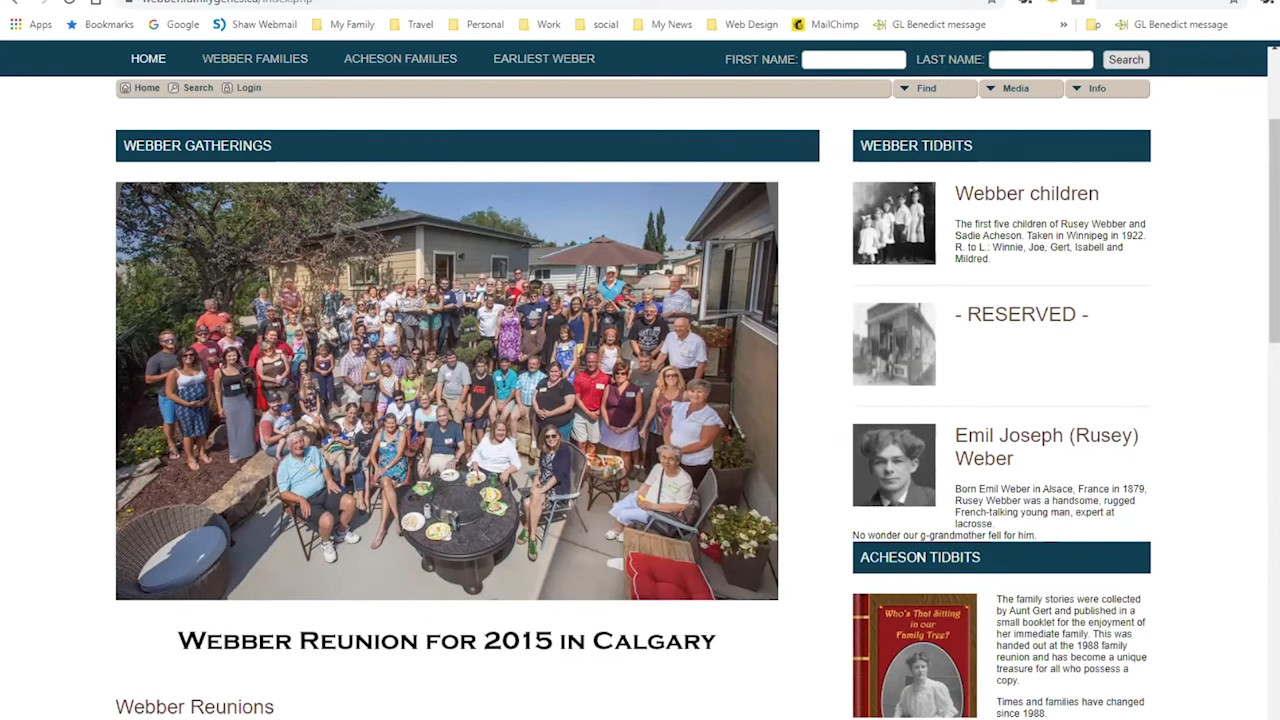 Apps Bookmarks Google Shaw Webmail My Family Travel Personal Work social My News Web Design MailChimp GL Benedict message » GL Benedict message
HOME WEBBER FAMILIES ACHESON FAMILIES EARLIEST WEBER FIRST NAME: LAST NAME: Search
Home Search Login Find Media Info
WEBBER GATHERINGS
WEBBER REUNION FOR 2015 IN CALGARY
Webber Reunions
WEBBER TIDBITS
Webber children
The first five children of Rusey Webber and
Sadie Acheson. Taken in Winnipeg in 1922.
R. to L.: Winnie, Joe, Gert, Isabell and
Mildred.
- RESERVED -
Emil Joseph (Rusey)
Weber
Born Emil Weber in Alsace, France in 1879,
Rusey Webber was a handsome, rugged
French-talking young man, expert at
lacrosse.
No wonder our g-grandmother fell for him.
ACHESON TIDBITS
Who's That Sitting
in our
Family Tree?
The family stories were collected
by Aunt Gert and published in a
small booklet for the enjoyment of
her immediate family. This was
handed out at the 1988 family
reunion and has become a unique
treasure for all who possess a
copy.
Times and families have changed
since 1988.